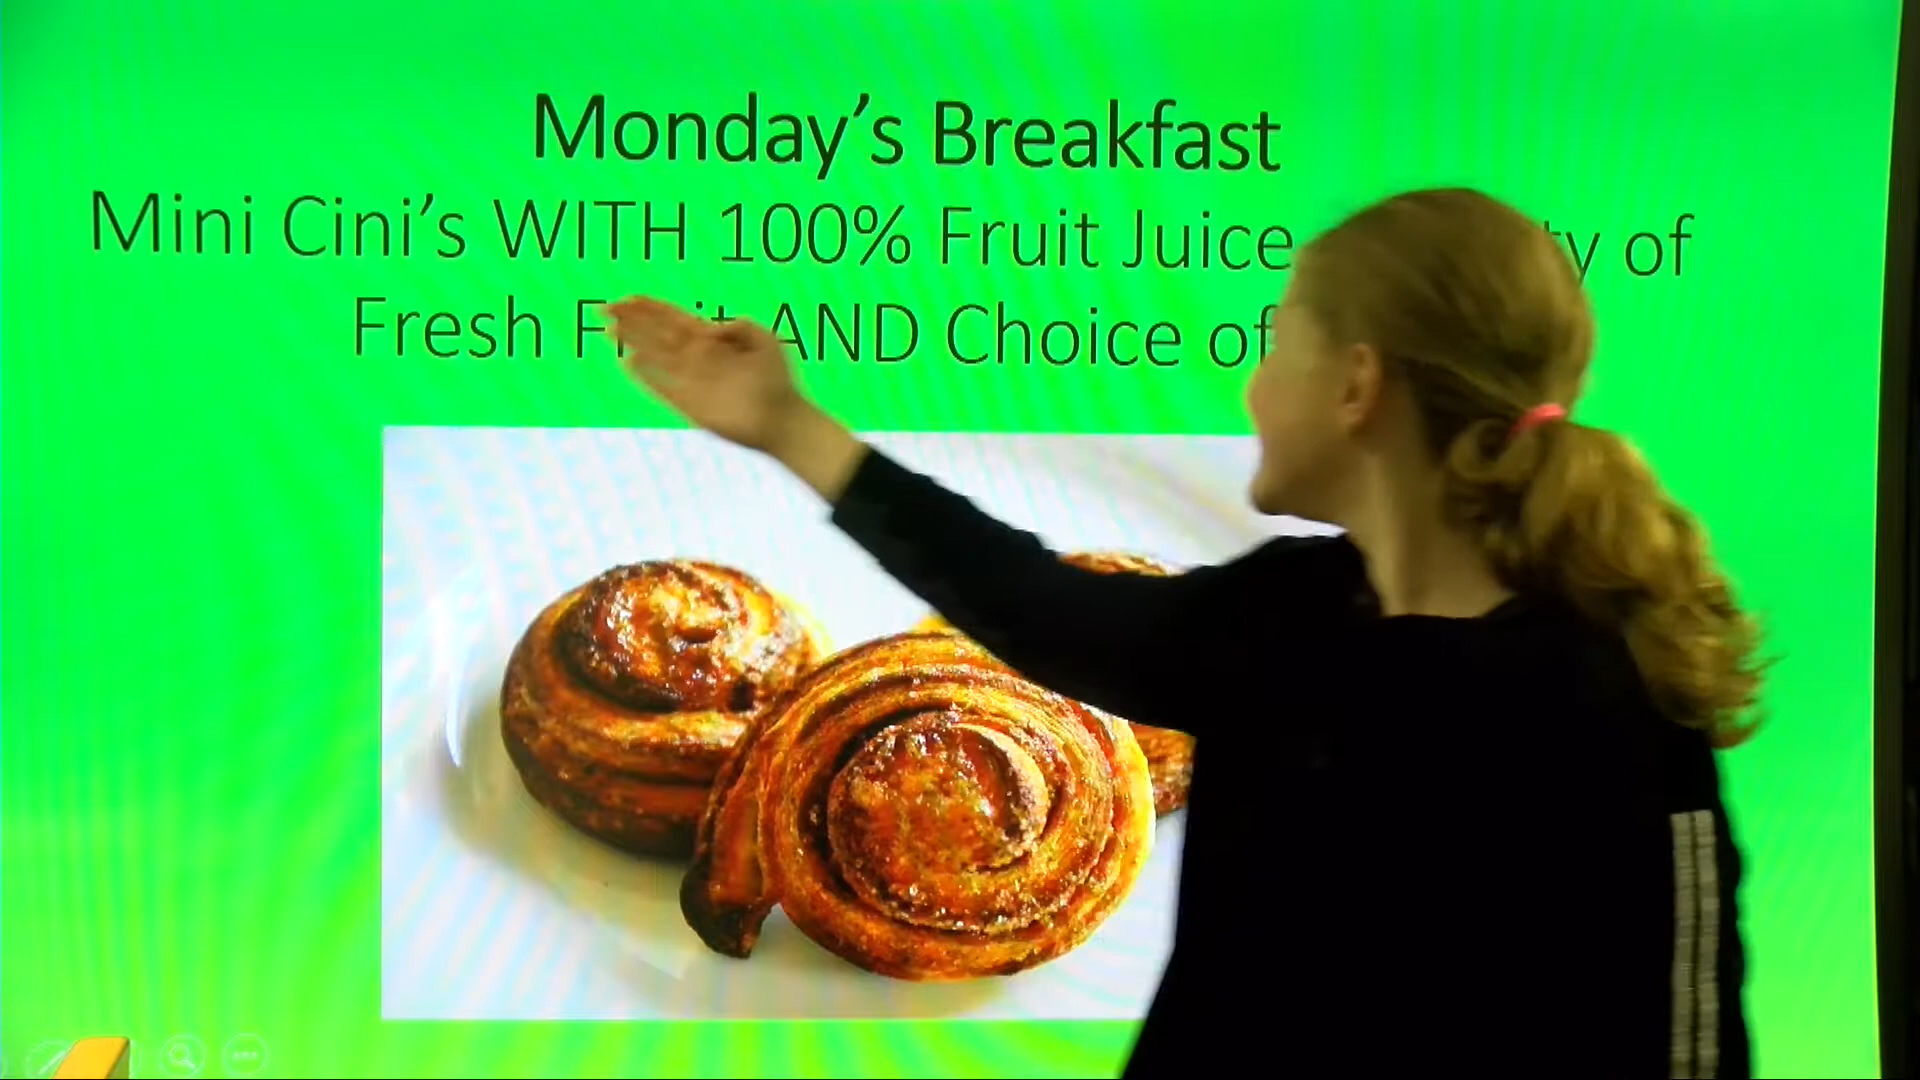 Monday’s Breakfast
Mini Cini’s WITH 100% Fruit Juice of
Fresh AND Choice of